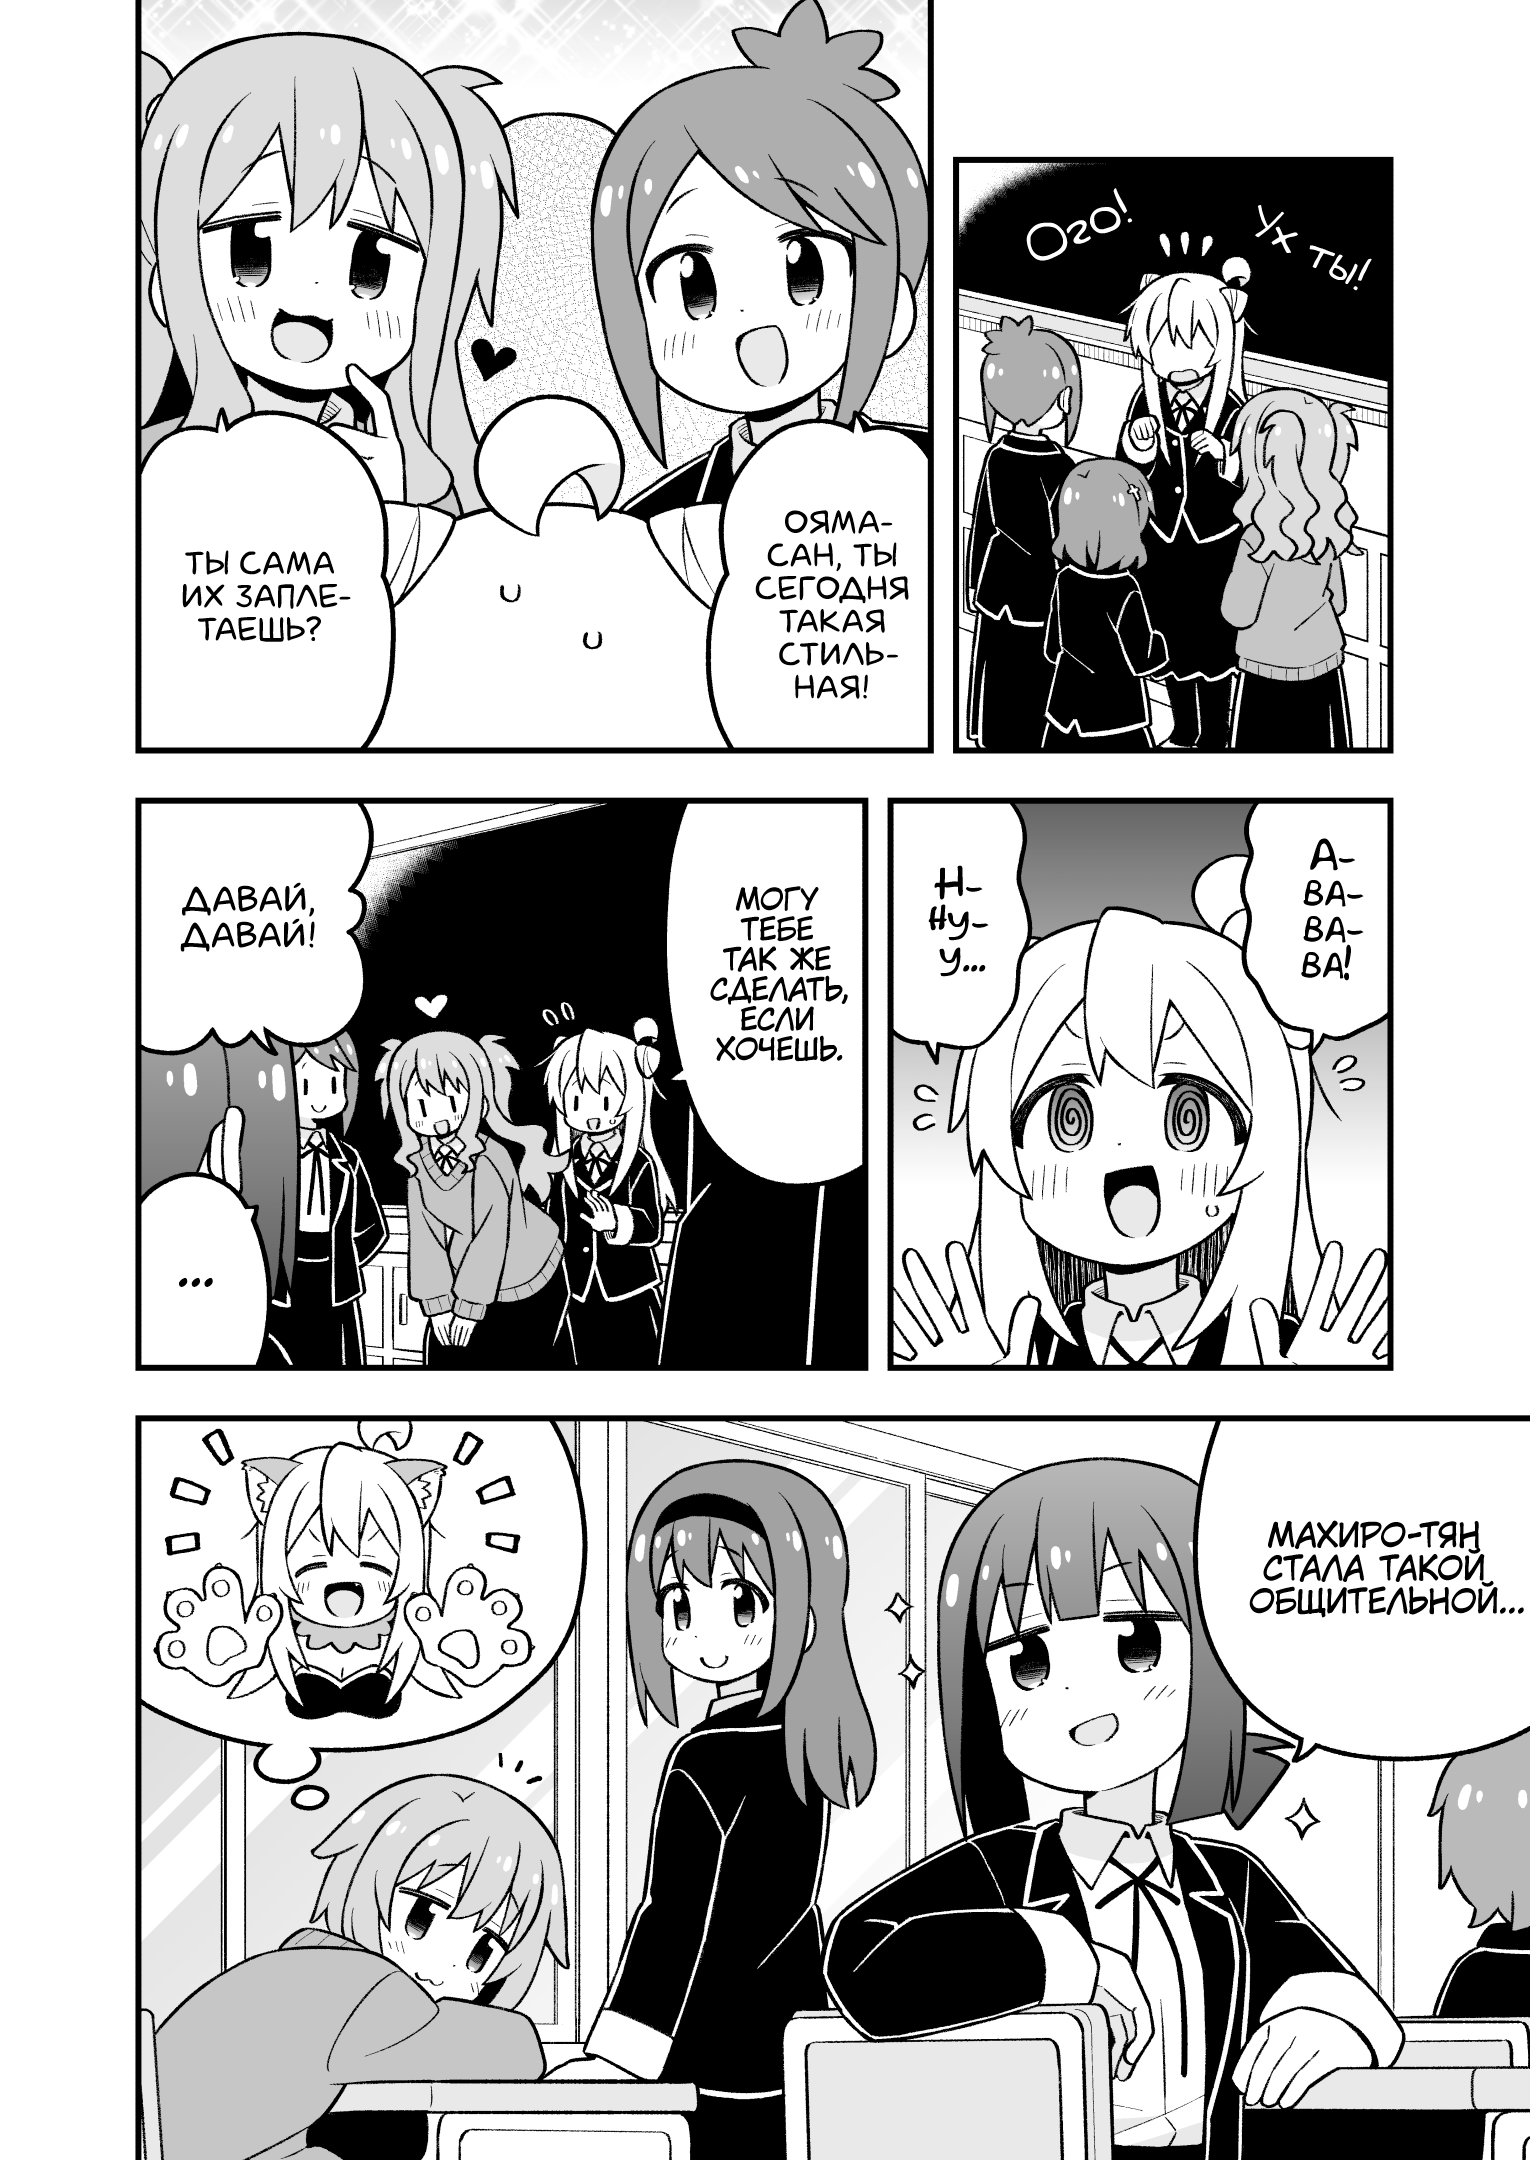 Ого!
Ух ты!
ОЯМА-
САН, ТЫ
СЕГОДНЯ
ТАКАЯ
СТИЛЬ-
НАЯ!
ТЫ САМА
ИХ ЗАПЛЕ-
ТАЕШЬ?
А-
ВА-
ВА-
ВА!
Н-
НУ-
У...
МОГУ
ТЕБЕ
ТАК ЖЕ
СДЕЛАТЬ,
ЕСЛИ
ХОЧЕШЬ.
ДАВАЙ,
ДАВАЙ!
...
МАХИРО-ТЯН
СТАЛА ТАКОЙ
ОБЩИТЕЛЬНОЙ...